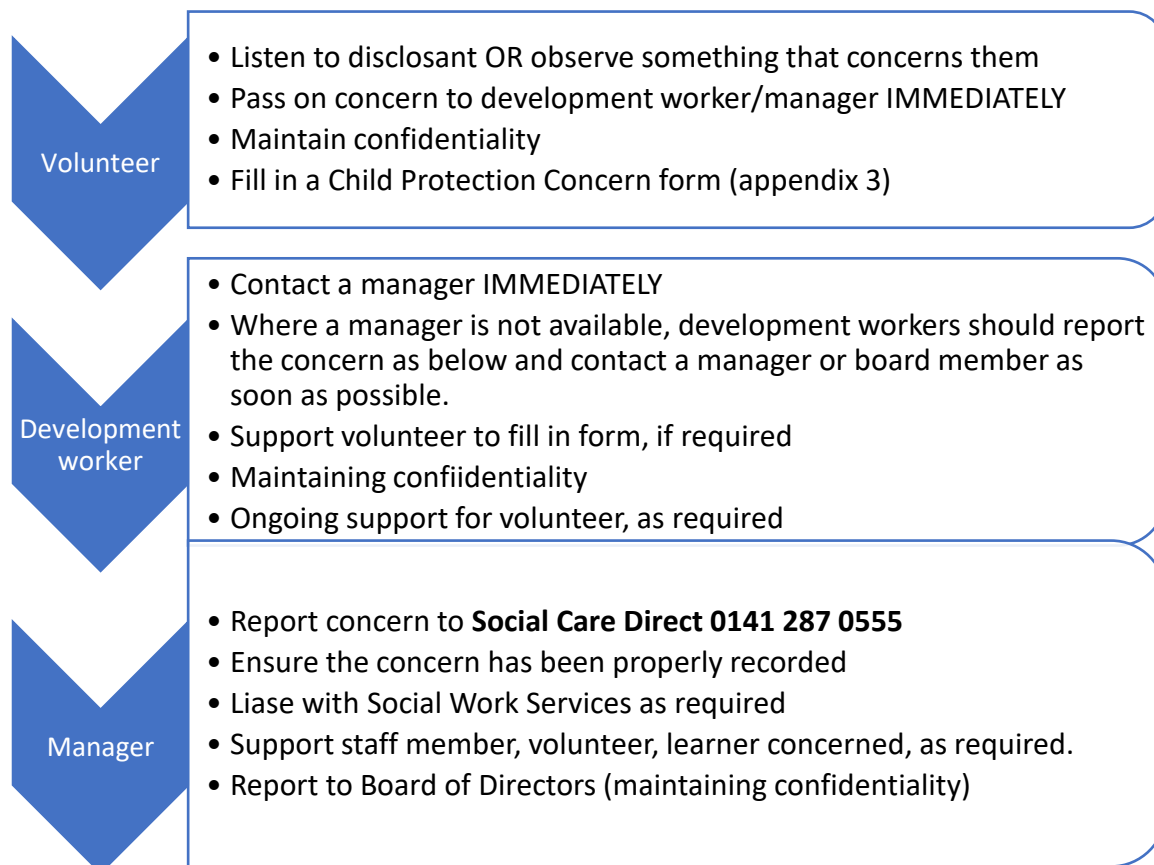 Volunteer
• Listen to disclosant OR observe something that concerns them
• Pass on concern to development worker/manager IMMEDIATELY
• Maintain confidentiality
• Fill in a Child Protection Concern form (appendix 3)
Development
worker
• Contact a manager IMMEDIATELY
• Where a manager is not available, development workers should report
the concern as below and contact a manager or board member as
soon as possible.
• Support volunteer to fill in form, if required
• Maintaining confiidentiality
• Ongoing support for volunteer, as required
Manager
• Report concern to Social Care Direct 0141 287 0555
• Ensure the concern has been properly recorded
• Liase with Social Work Services as required
• Support staff member, volunteer, learner concerned, as required.
• Report to Board of Directors (maintaining confidentiality)